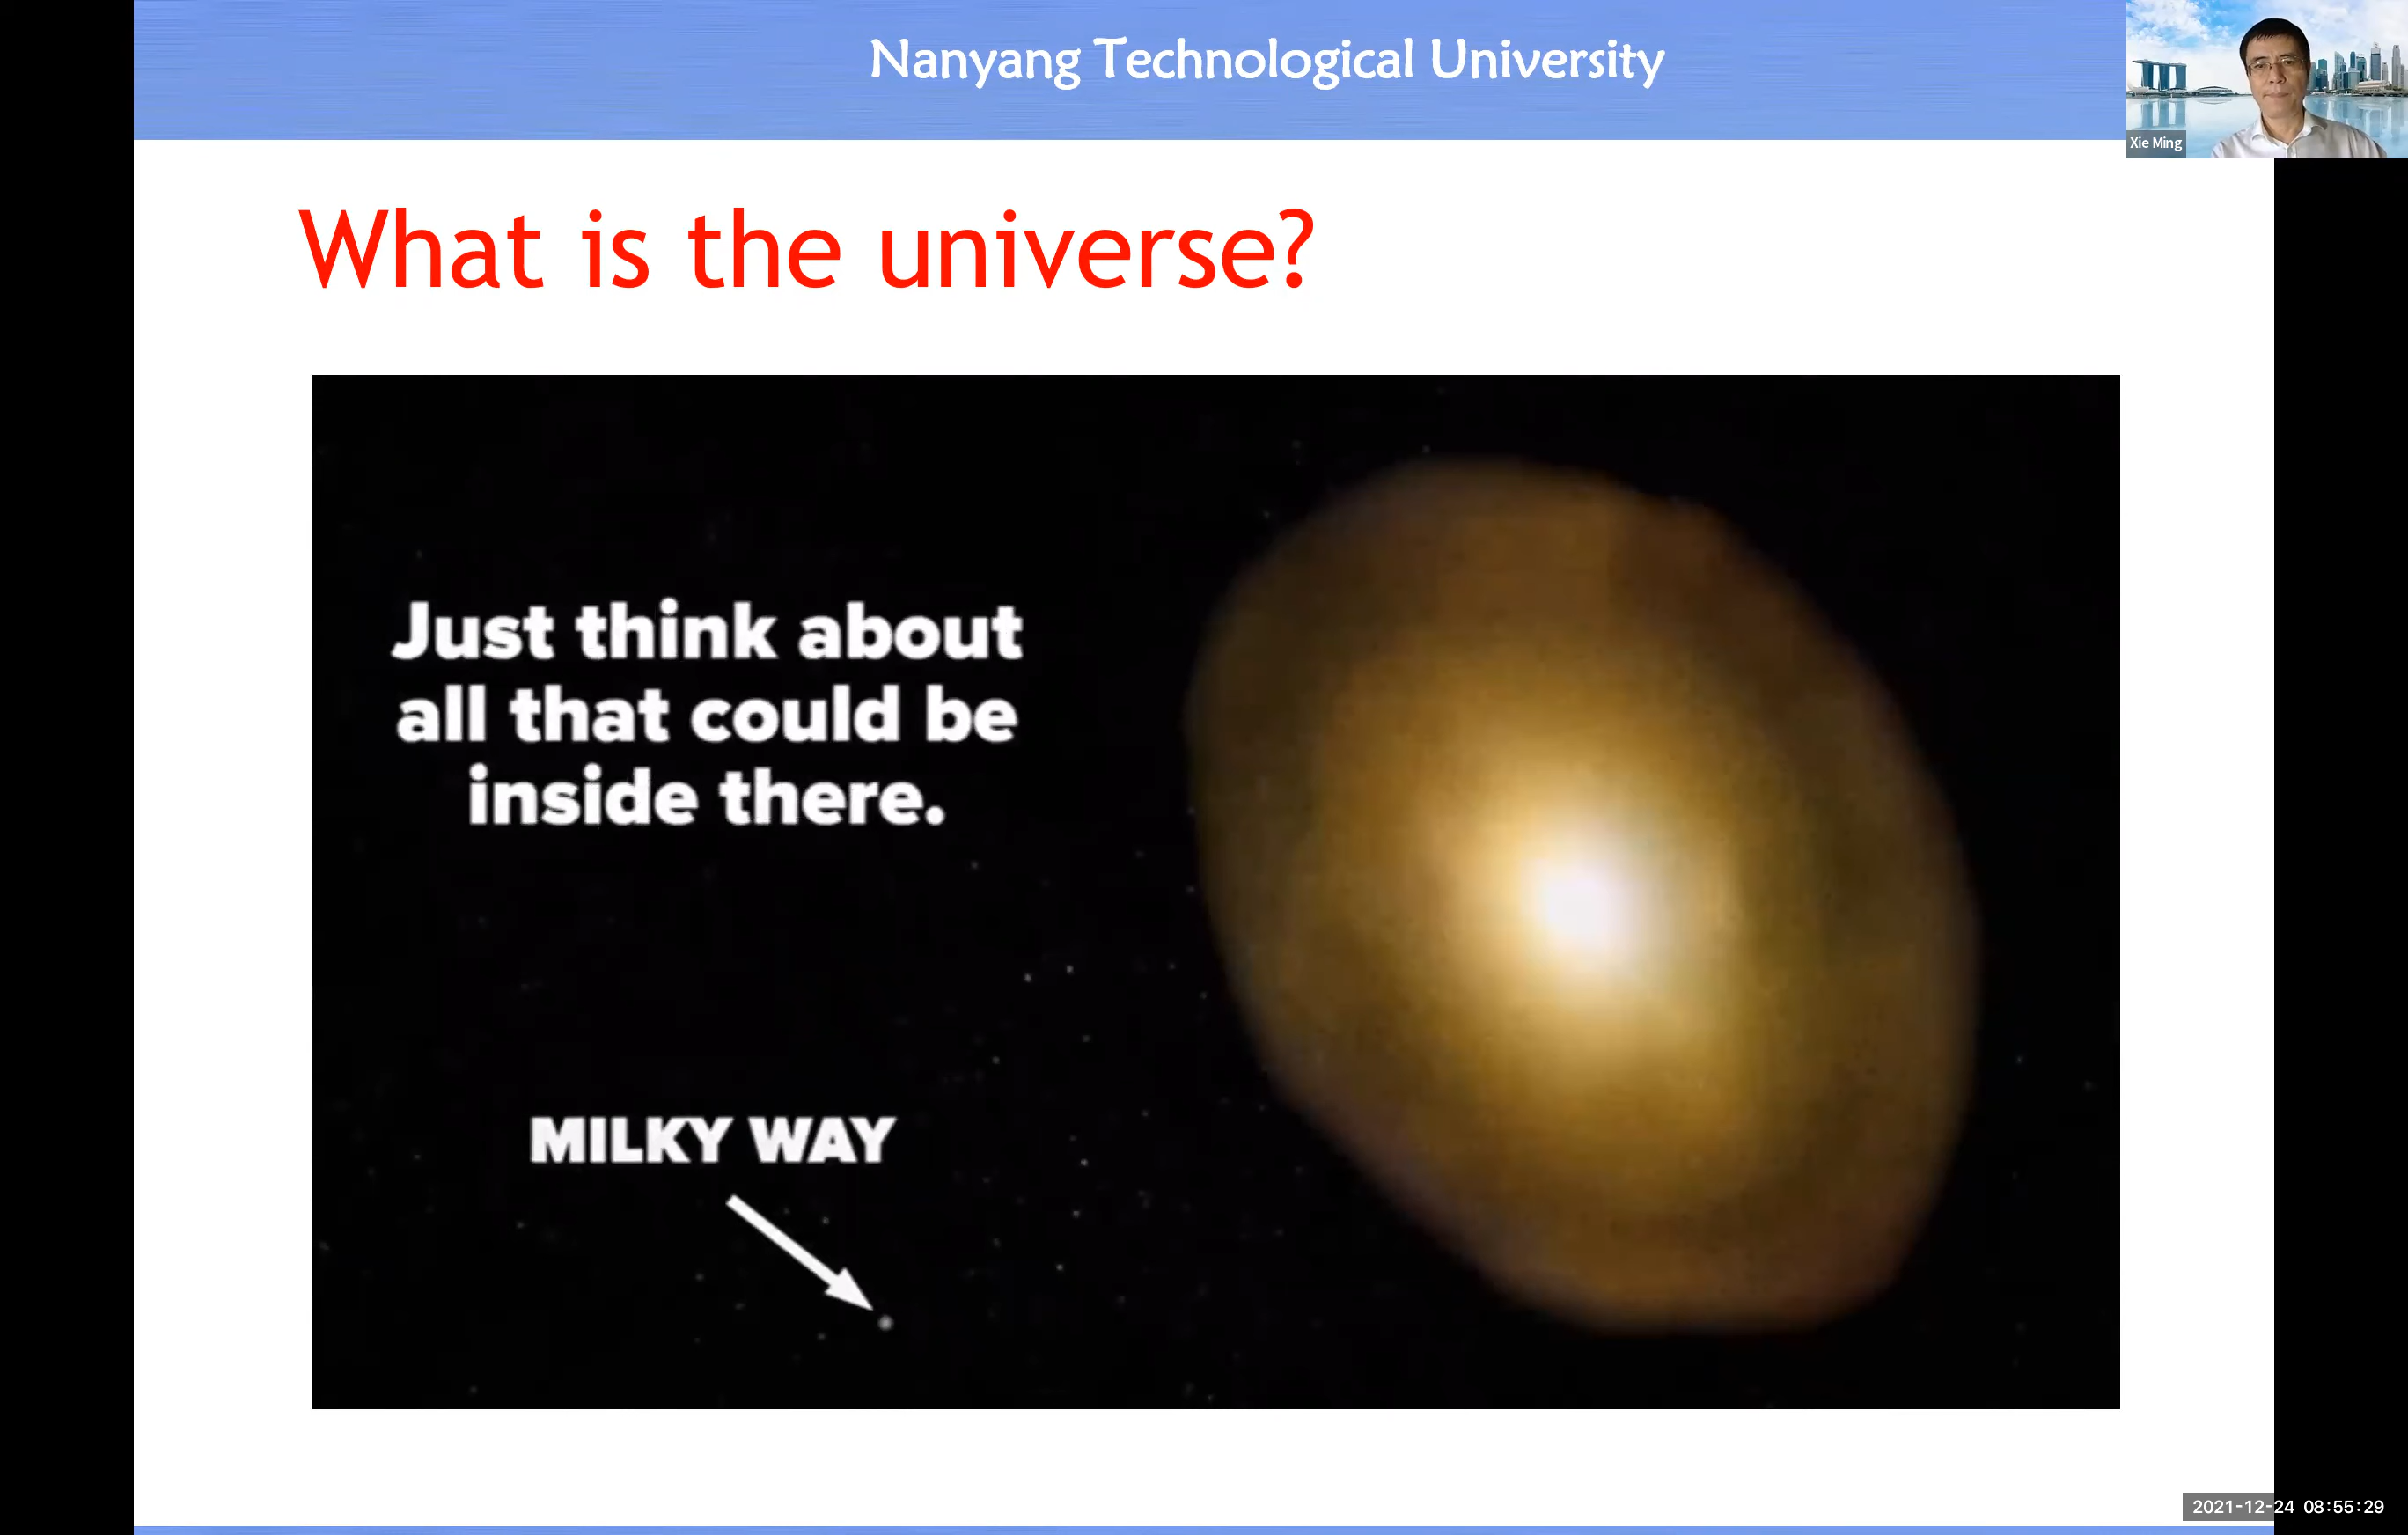 Nanyang Technological University
Xie Ming
What is the universe?
Just think about
all that could be
inside there.
MILKY WAY
2021-12-24 08:55:29